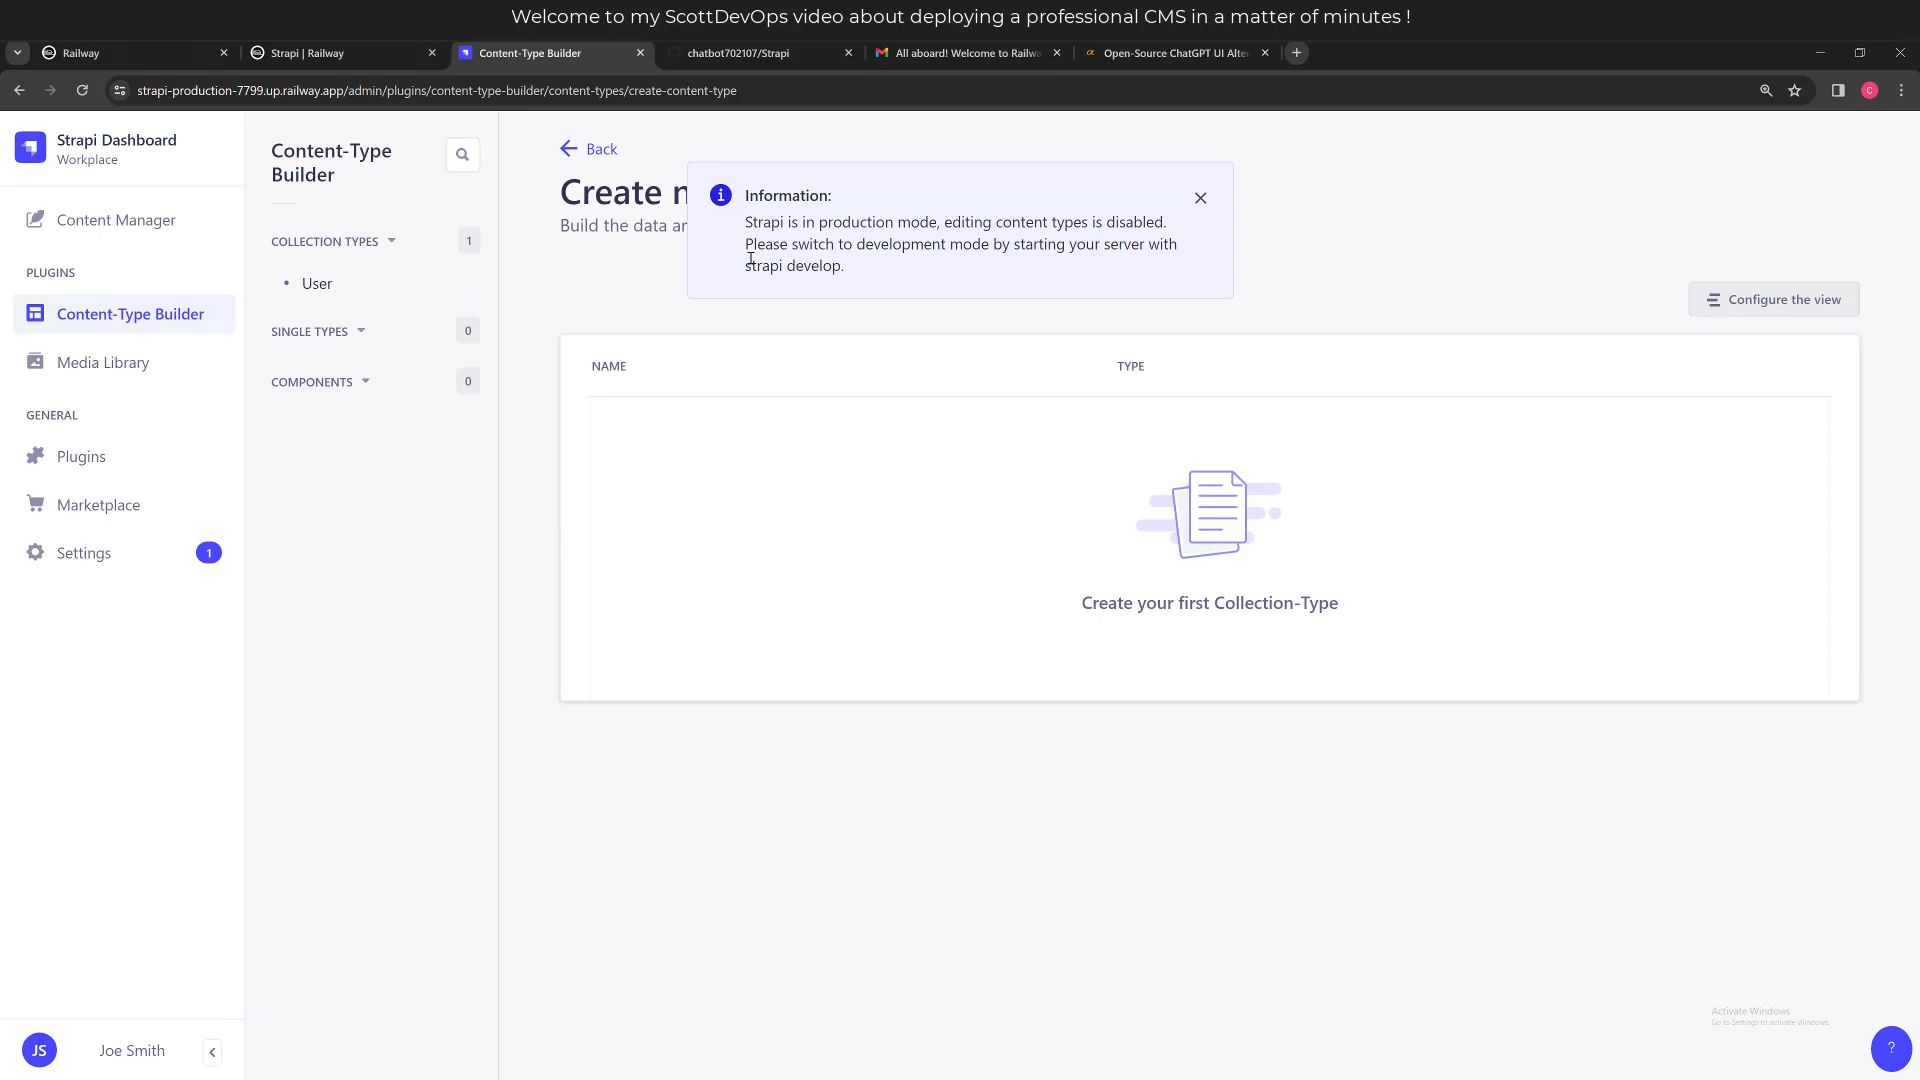 Welcome to my ScottDevOps video about deploying a professional CMS in a matter of minutes !
Railway
Strapi | Railway
Content-Type Builder
chatbot702107/Strapi
All aboard! Welcome to Railwa
Open-Source ChatGPT UI Alte
strapi-production-7799.up.railway.app/admin/plugins/content-type-builder/content-types/create-content-type
C
Strapi Dashboard
Workplace
Content Manager
PLUGINS
Content-Type Builder
Media Library
GENERAL
Plugins
Marketplace
Settings
1
JS
Joe Smith
Content-Type
Builder
COLLECTION TYPES
1
User
SINGLE TYPES
0
COMPONENTS
0
Back
Create n
Build the data ar
Information:
Strapi is in production mode, editing content types is disabled.
Please switch to development mode by starting your server with
strapi develop.
Configure the view
NAME
TYPE
Create your first Collection-Type
Activate Windows
Go to Settings to activate Windows.
?